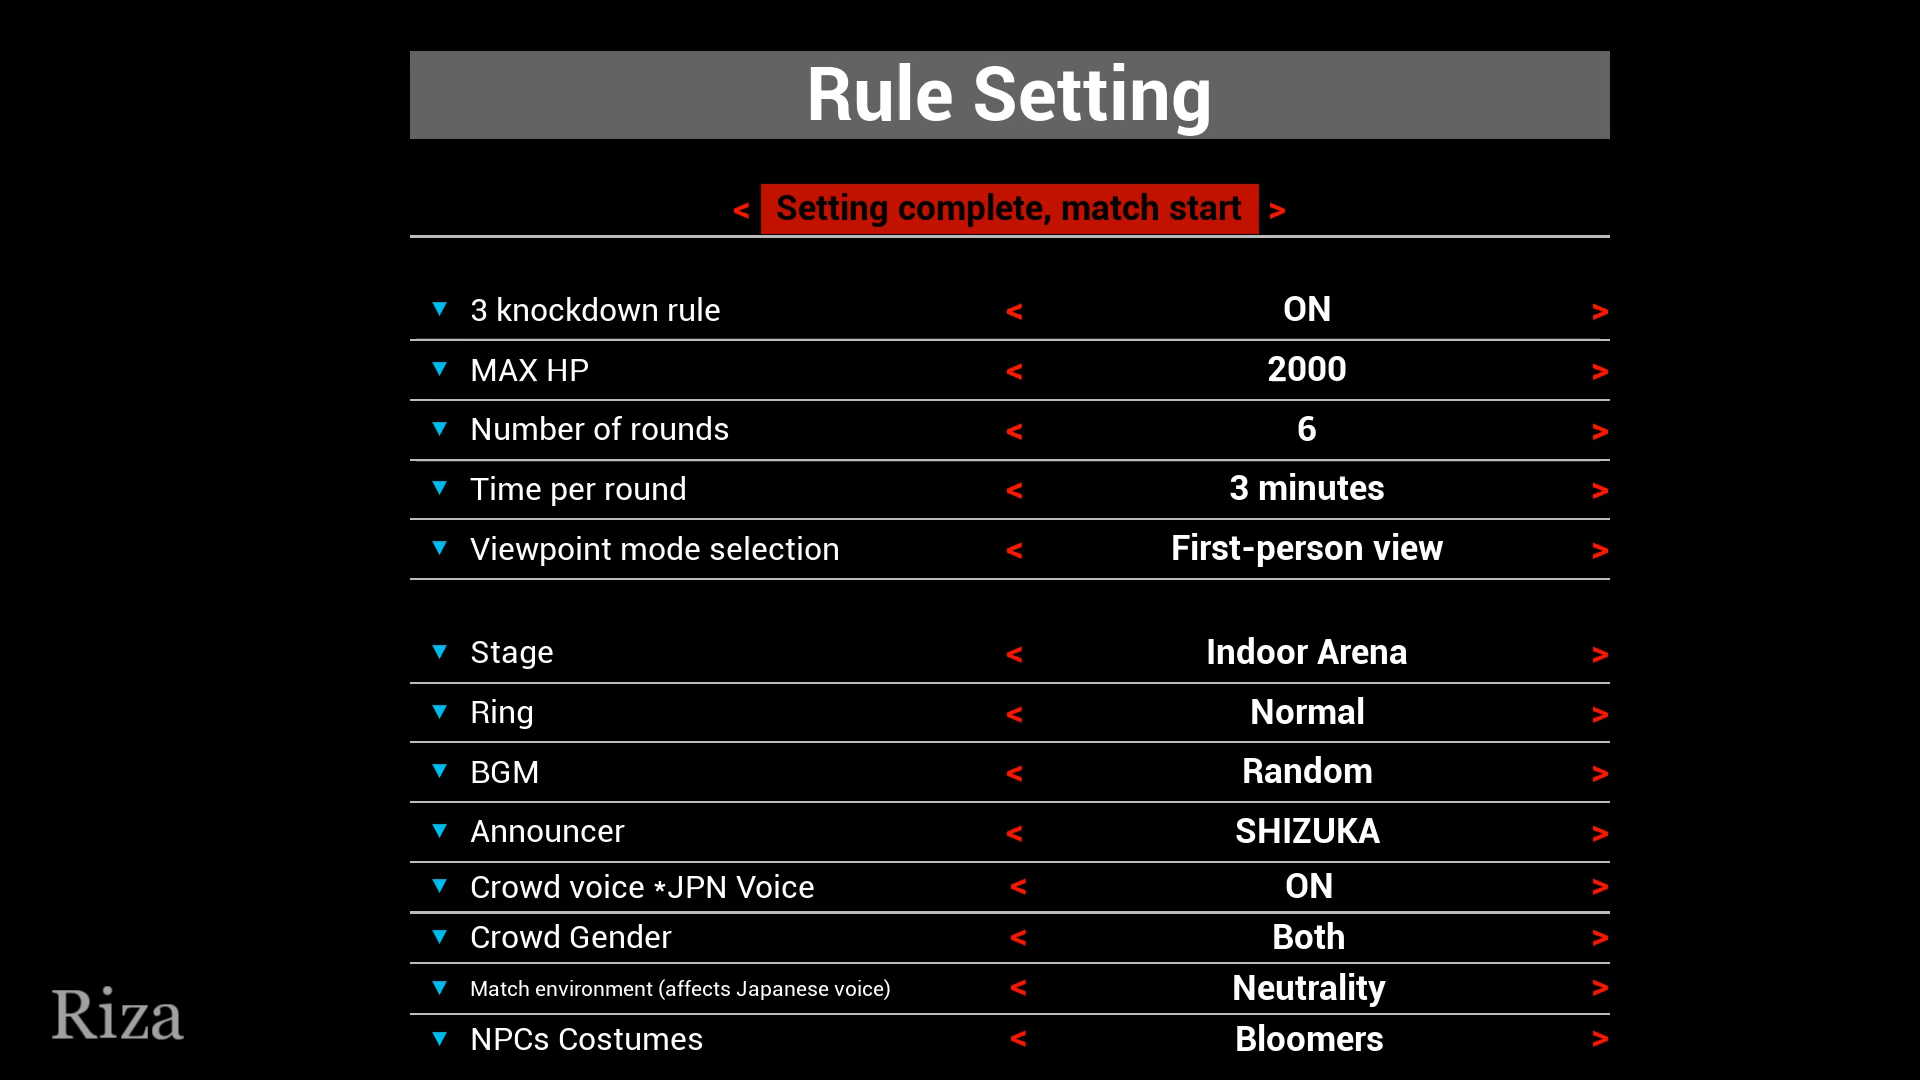 Rule Setting
< Setting complete, match start >
▼ 3 knockdown rule < ON >
▼ MAX HP < 2000 >
▼ Number of rounds < 6 >
▼ Time per round < 3 minutes >
▼ Viewpoint mode selection < First-person view >
▼ Stage < Indoor Arena >
▼ Ring < Normal >
▼ BGM < Random >
▼ Announcer < SHIZUKA >
▼ Crowd voice *JPN Voice < ON >
▼ Crowd Gender < Both >
▼ Match environment (affects Japanese voice) < Neutrality >
▼ NPCs Costumes < Bloomers >
Riza